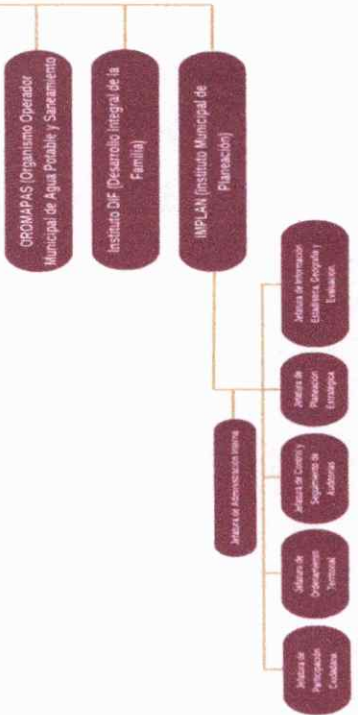 OROMAPAS (Organismo Operador
Municipal de Agua Potable y Saneamiento
Instituto DIF (Desarrollo Integral de la
Familia)
IMPLAN (Instituto Municipal de
Planeación)
Jefatura de Administración Interna
Jefatura de
Participación
Ciudadana
Jefatura de
Ordenamiento
Territorial
Jefatura de Control y
Seguimiento de
Auditorías
Jefatura de
Planeación
Estratégica
Jefatura de Información
Estadística, Geografía y
Evaluación